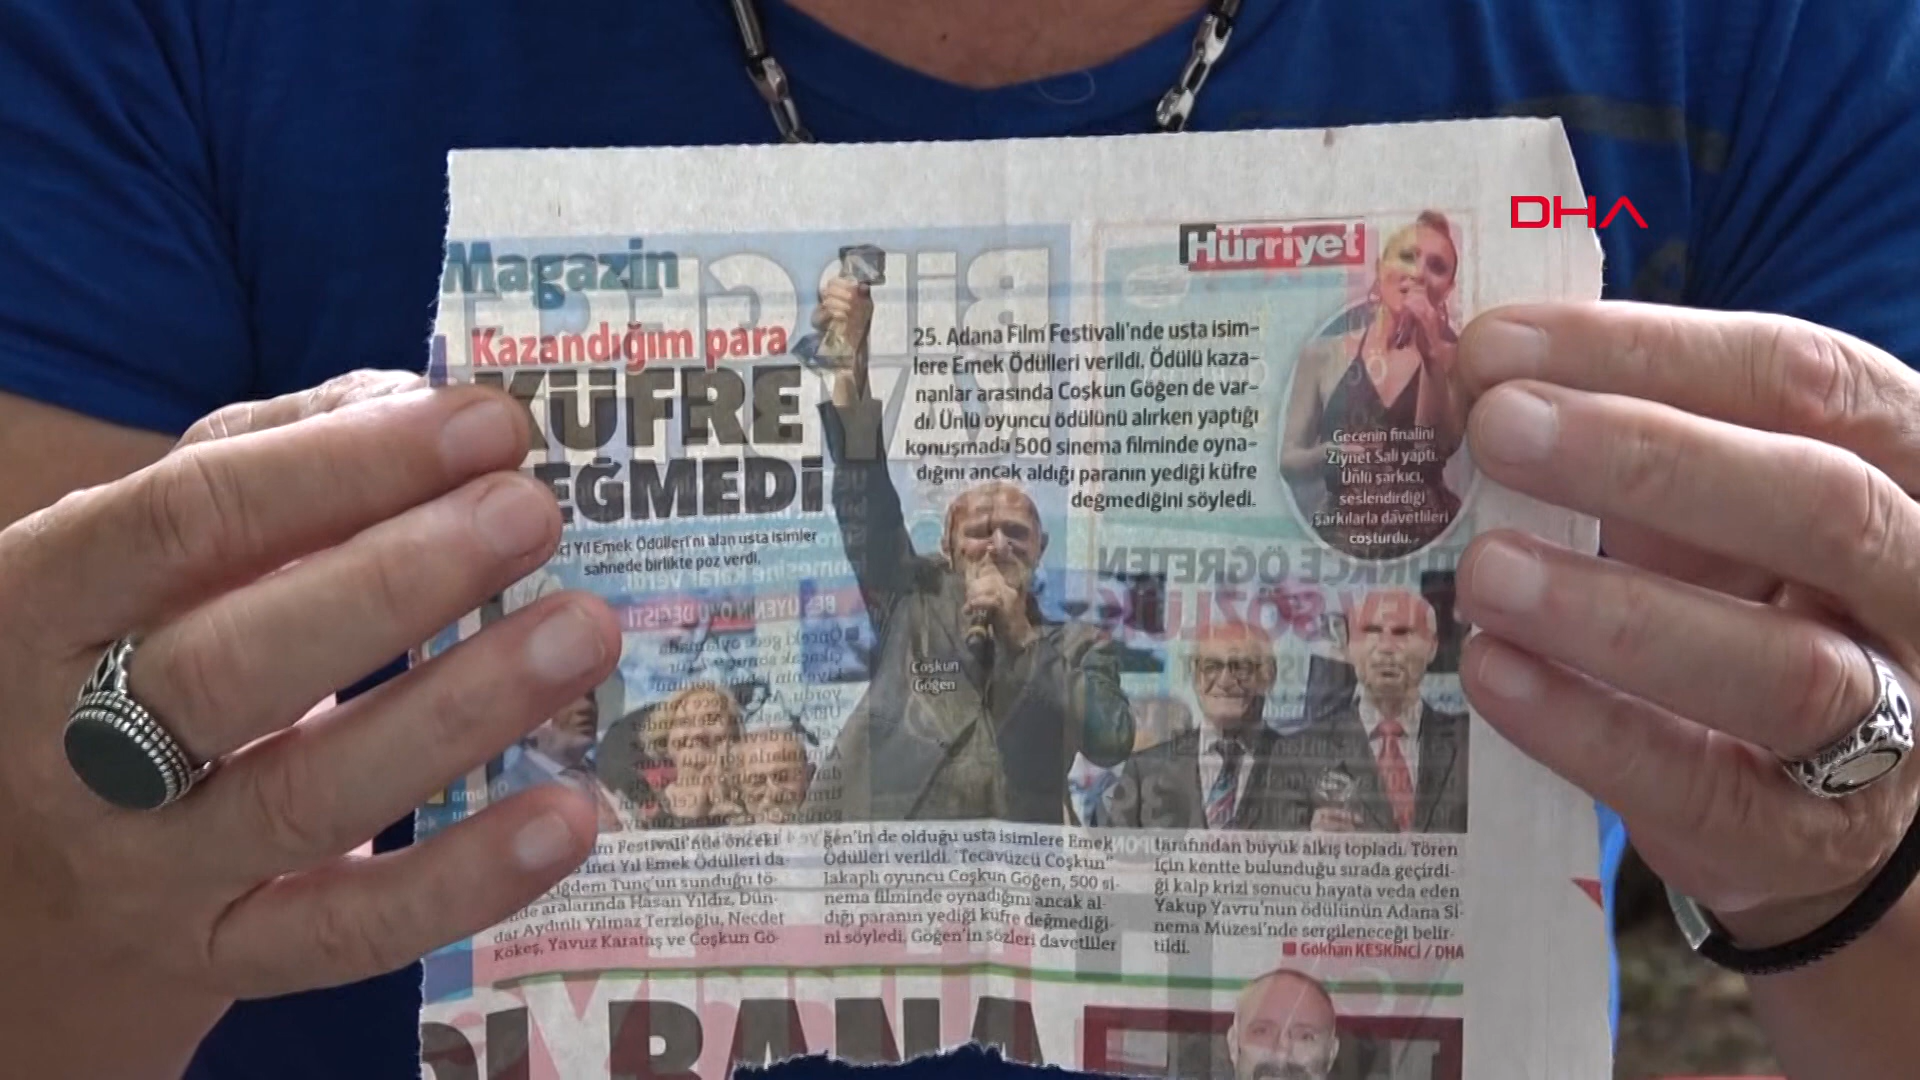 DHA
Magazin
Hürriyet
Kazandığım para
KÜFRE
EĞMEDİ
Yıl Emek Ödülleri'ni alan usta isimler
sahnede birlikte poz verdi.
25. Adana Film Festivali'nde usta isim-
lere Emek Ödülleri verildi. Ödülü kaza-
nanlar arasında Coşkun Göğen de var-
dı. Ünlü oyuncu ödülünü alırken yaptığı
konuşmada 500 sinema filminde oyna-
dığını ancak aldığı paranın yediği küfre
değmediğini söyledi.
Gecenin finalini
Ziynet Sali yaptı.
Ünlü şarkıcı,
seslendirdiği
şarkılarla davetlileri
coşturdu.
Coşkun
Göğen
m Festivali'nde önceki
inci Yıl Emek Ödülleri da
iğdem Tunç'un sunduğu tö-
de aralarında Hasan Yıldız, Dün-
dar Aydınlı Yılmaz Terzioğlu, Necdet
Kökeş, Yavuz Karataş ve Coşkun Gö-
ğen'in de olduğu usta isimlere Emek
Ödülleri verildi. "Tecavüzcü Coşkun"
lakaplı oyuncu Coşkun Göğen, 500 si-
nema filminde oynadığını ancak al-
dığı paranın yediği küfre değmediği-
ni söyledi. Göğen'in sözleri davetliler
tarafından büyük alkış topladı. Tören
için kentte bulunduğu sırada geçirdi-
ği kalp krizi sonucu hayata veda eden
Yakup Yavru'nun ödülünün Adana Si-
nema Müzesi'nde sergileneceği belir-
tildi.
Gökhan KESKİNCİ / DHA
BANA